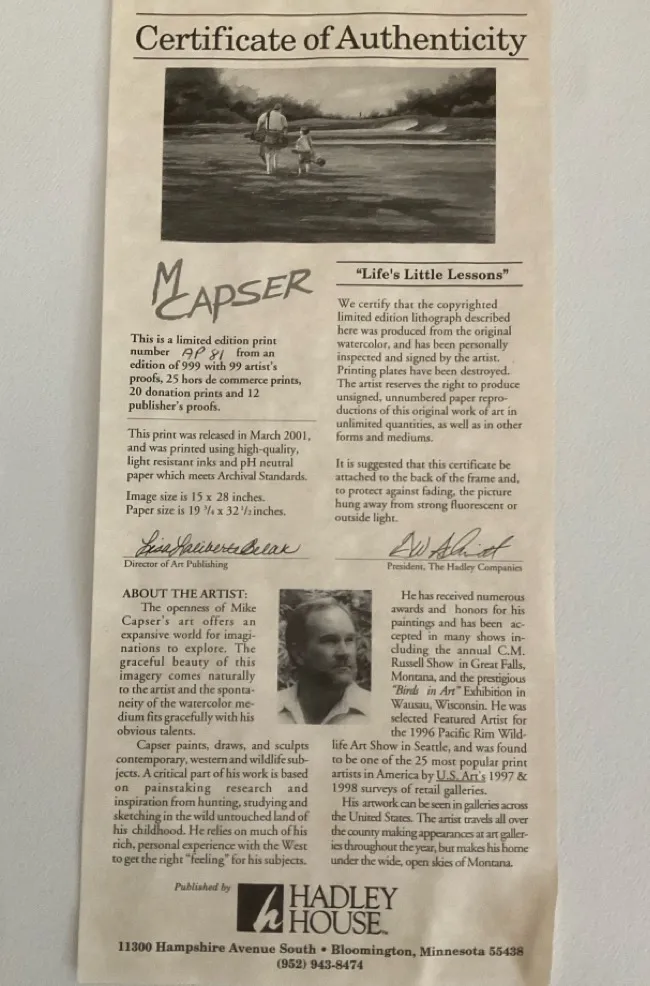 Certificate of Authenticity
M CAPSER
This is a limited edition print
number AP 81 from an
edition of 999 with 99 artist's
proofs, 25 hors de commerce prints,
20 donation prints and 12
publisher's proofs.
This print was released in March 2001,
and was printed using high-quality,
light resistant inks and pH neutral
paper which meets Archival Standards.
Image size is 15 x 28 inches.
Paper size is 19 3/4 x 32 1/2 inches.
Director of Art Publishing
"Life's Little Lessons"
We certify that the copyrighted
limited edition lithograph described
here was produced from the original
watercolor, and has been personally
inspected and signed by the artist.
Printing plates have been destroyed.
The artist reserves the right to produce
unsigned, unnumbered paper repro-
ductions of this original work of art in
unlimited quantities, as well as in other
forms and mediums.
It is suggested that this certificate be
attached to the back of the frame and,
to protect against fading, the picture
hung away from strong fluorescent or
outside light.
President, The Hadley Companies
ABOUT THE ARTIST:
The openness of Mike
Capser's art offers an
expansive world for imagi-
nations to explore. The
graceful beauty of this
imagery comes naturally
to the artist and the sponta-
neity of the watercolor me-
dium fits gracefully with his
obvious talents.
Capser paints, draws, and sculpts
contemporary, western and wildlife sub-
jects. A critical part of his work is based
on painstaking research and
inspiration from hunting, studying and
sketching in the wild untouched land of
his childhood. He relies on much of his
rich, personal experience with the West
to get the right "feeling" for his subjects.
He has received numerous
awards and honors for his
paintings and has been ac-
cepted in many shows in-
cluding the annual C.M.
Russell Show in Great Falls,
Montana, and the prestigious
"Birds in Art" Exhibition in
Wausau, Wisconsin. He was
selected Featured Artist for
the 1996 Pacific Rim Wild-
life Art Show in Seattle, and was found
to be one of the 25 most popular print
artists in America by U.S. Art's 1997 &
1998 surveys of retail galleries.
His artwork can be seen in galleries across
the United States. The artist travels all over
the county making appearances at art galler-
ies throughout the year, but makes his home
under the wide, open skies of Montana.
Published by
h HADLEY
HOUSE™
11300 Hampshire Avenue South • Bloomington, Minnesota 55438
(952) 943-8474